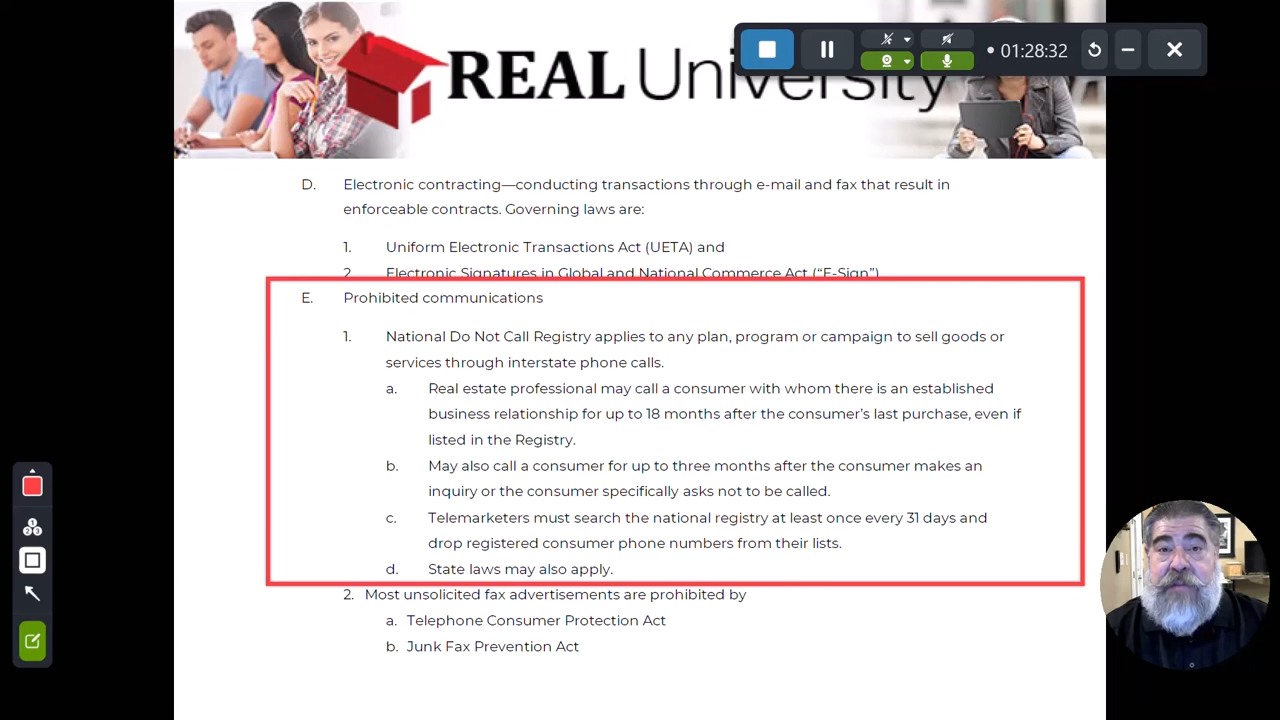 REAL University
01:28:32
D. Electronic contracting—conducting transactions through e-mail and fax that result in
enforceable contracts. Governing laws are:
1. Uniform Electronic Transactions Act (UETA) and
2. Electronic Signatures in Global and National Commerce Act (“E-Sign”)
E. Prohibited communications
1. National Do Not Call Registry applies to any plan, program or campaign to sell goods or
services through interstate phone calls.
a. Real estate professional may call a consumer with whom there is an established
business relationship for up to 18 months after the consumer’s last purchase, even if
listed in the Registry.
b. May also call a consumer for up to three months after the consumer makes an
inquiry or the consumer specifically asks not to be called.
c. Telemarketers must search the national registry at least once every 31 days and
drop registered consumer phone numbers from their lists.
d. State laws may also apply.
2. Most unsolicited fax advertisements are prohibited by
a. Telephone Consumer Protection Act
b. Junk Fax Prevention Act